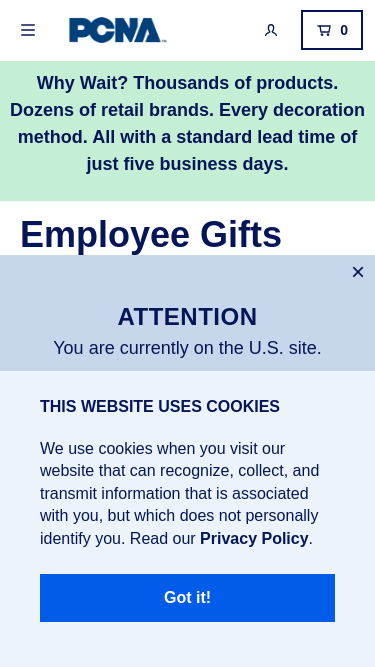 PCNA
0
Why Wait? Thousands of products.
Dozens of retail brands. Every decoration
method. All with a standard lead time of
just five business days.
Employee Gifts
ATTENTION
You are currently on the U.S. site.
THIS WEBSITE USES COOKIES
We use cookies when you visit our
website that can recognize, collect, and
transmit information that is associated
with you, but which does not personally
identify you. Read our Privacy Policy.
Got it!